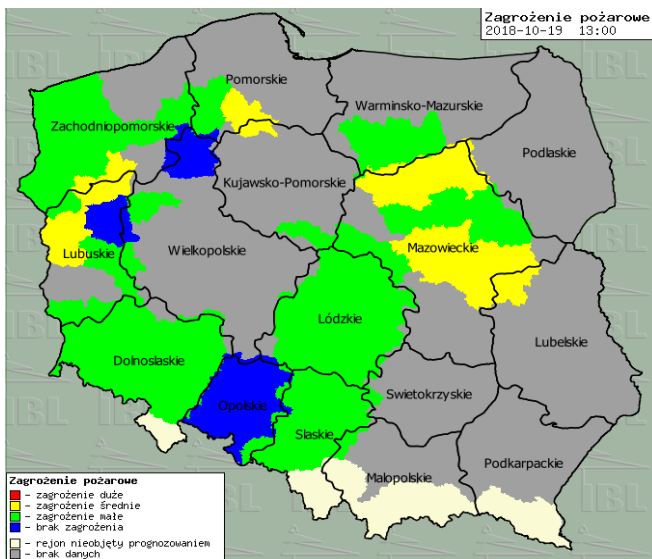 Zagrożenie pożarowe
2018-10-19 13:00
Pomorskie
Warminsko-Mazurskie
Zachodniopomorskie
Podlaskie
Kujawsko-Pomorskie
Mazowieckie
Wielkopolskie
Lubuskie
Lódzkie
Lubelskie
Dolnoslaskie
Swietokrzyskie
Opolskie
Slaskie
Podkarpackie
Malopolskie
Zagrożenie pożarowe
– zagrożenie duże
– zagrożenie średnie
– zagrożenie małe
– brak zagrożenia
– rejon nieobjęty prognozowaniem
– brak danych
IBL